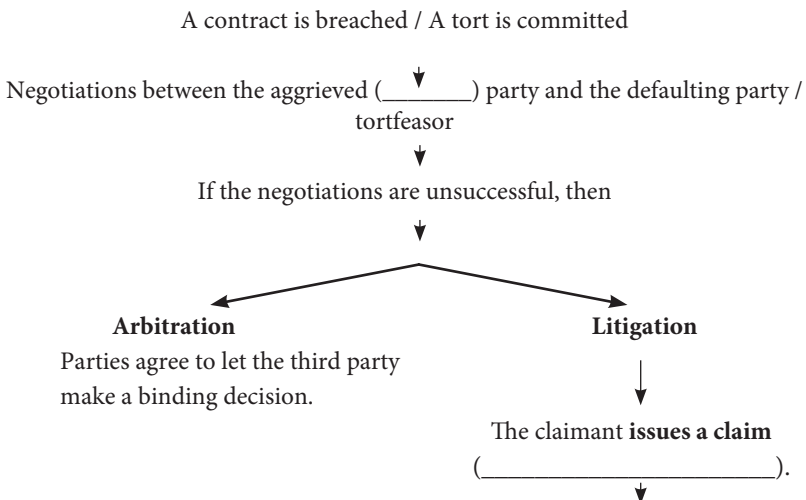 A contract is breached / A tort is committed
Negotiations between the aggrieved (_______) party and the defaulting party /
tortfeasor
If the negotiations are unsuccessful, then
Arbitration
Parties agree to let the third party
make a binding decision.
Litigation
The claimant issues a claim
(______________________).